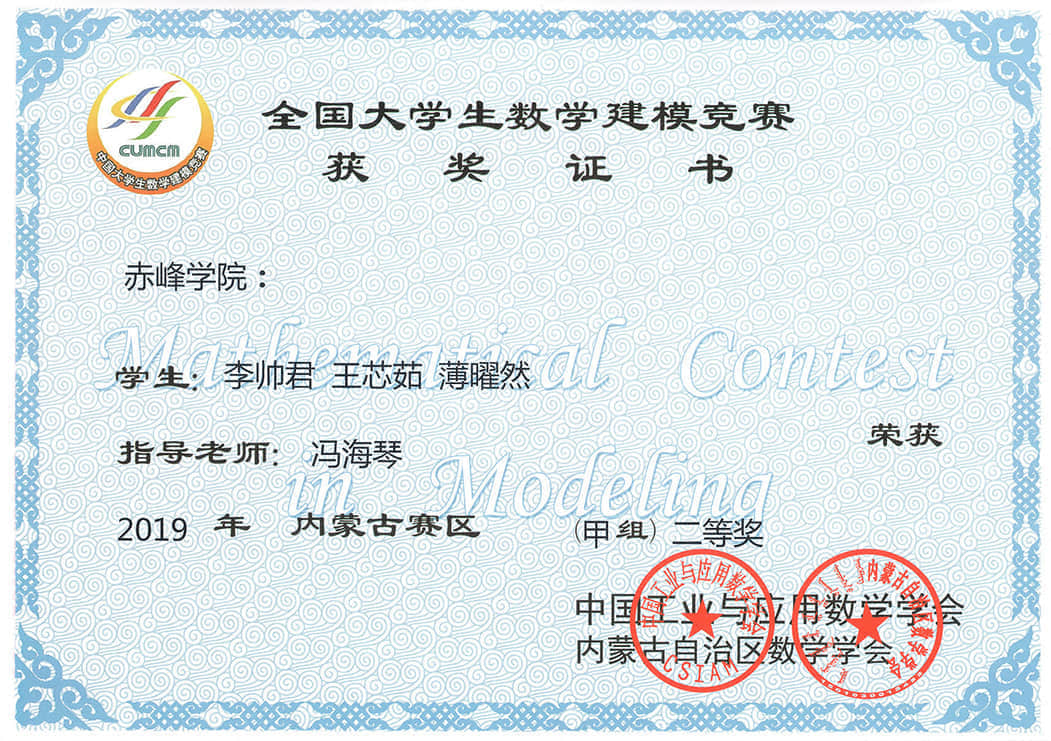 CUMCM
中国大学生数学建模竞赛
全国大学生数学建模竞赛
获奖证书
赤峰学院：
Mathematical Contest
学生: 李帅君 王芯茹 薄曜然
荣获
指导老师: 冯海琴
in Modeling
2019 年 内蒙古赛区 (甲组) 二等奖
中国工业与应用数学学会
内蒙古自治区数学学会
中国工业与应用数学学会
CSIAM
内蒙古自治区数学学会